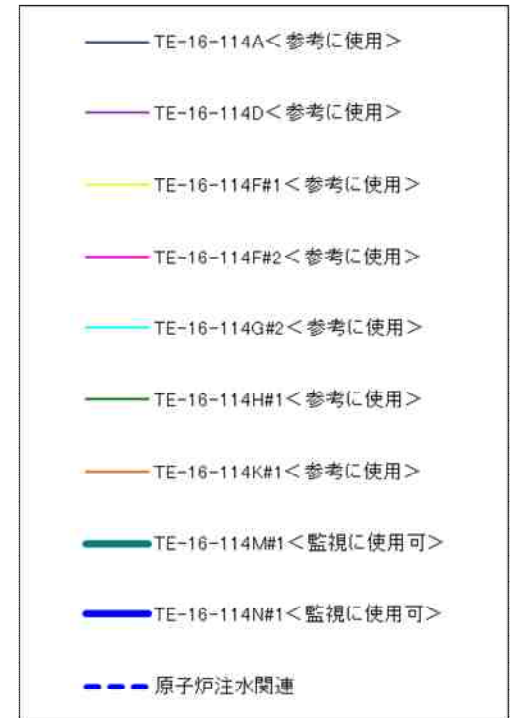 TE-16-114A＜参考に使用＞
TE-16-114D＜参考に使用＞
TE-16-114F#1＜参考に使用＞
TE-16-114F#2＜参考に使用＞
TE-16-114G#2＜参考に使用＞
TE-16-114H#1＜参考に使用＞
TE-16-114K#1＜参考に使用＞
TE-16-114M#1＜監視に使用可＞
TE-16-114N#1＜監視に使用可＞
原子炉注水関連